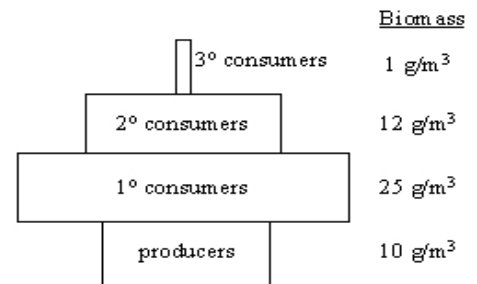 Biomass
3° consumers 1 g/m³
2° consumers 12 g/m³
1° consumers 25 g/m³
producers 10 g/m³